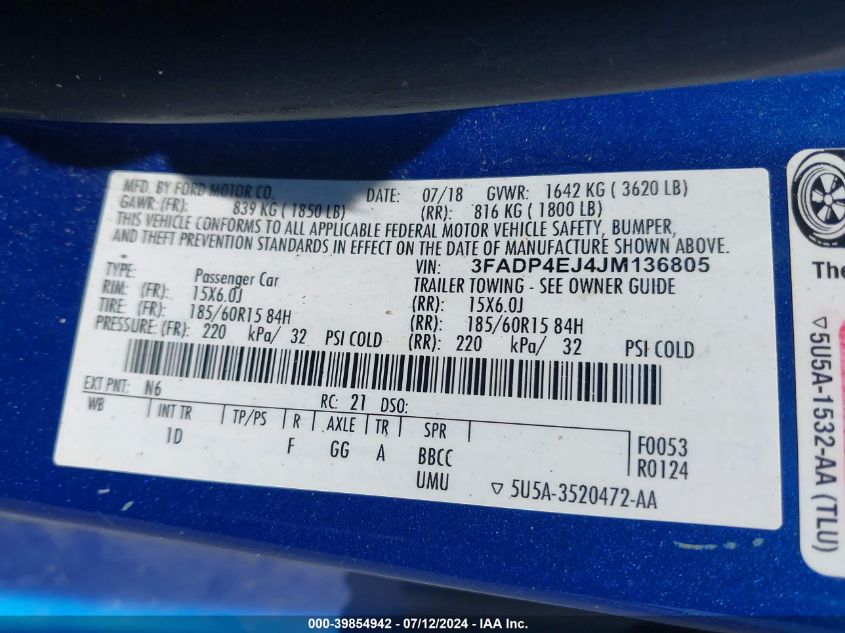 MFD. BY FORD MOTOR CO. DATE: 07/18 GVWR: 1642 KG ( 3620 LB)
GAWR: (FR): 839 KG ( 1850 LB) (RR): 816 KG ( 1800 LB)
THIS VEHICLE CONFORMS TO ALL APPLICABLE FEDERAL MOTOR VEHICLE SAFETY, BUMPER,
AND THEFT PREVENTION STANDARDS IN EFFECT ON THE DATE OF MANUFACTURE SHOWN ABOVE.
VIN: 3FADP4EJ4JM136805
TYPE: Passenger Car TRAILER TOWING - SEE OWNER GUIDE
RIM: (FR): 15X6.0J (RR): 15X6.0J
TIRE: (FR): 185/60R15 84H (RR): 185/60R15 84H
PRESSURE: (FR): 220 kPa/ 32 PSI COLD (RR): 220 kPa/ 32 PSI COLD
EXT PNT: N6 RC: 21 DSO:
WB INT TR TP/PS R AXLE TR SPR
1D F GG A BBCC F0053
UMU R0124
▽ 5U5A-3520472-AA
The
▽ 5U5A-1532-AA (TLU)
000-39854942 - 07/12/2024 - IAA Inc.